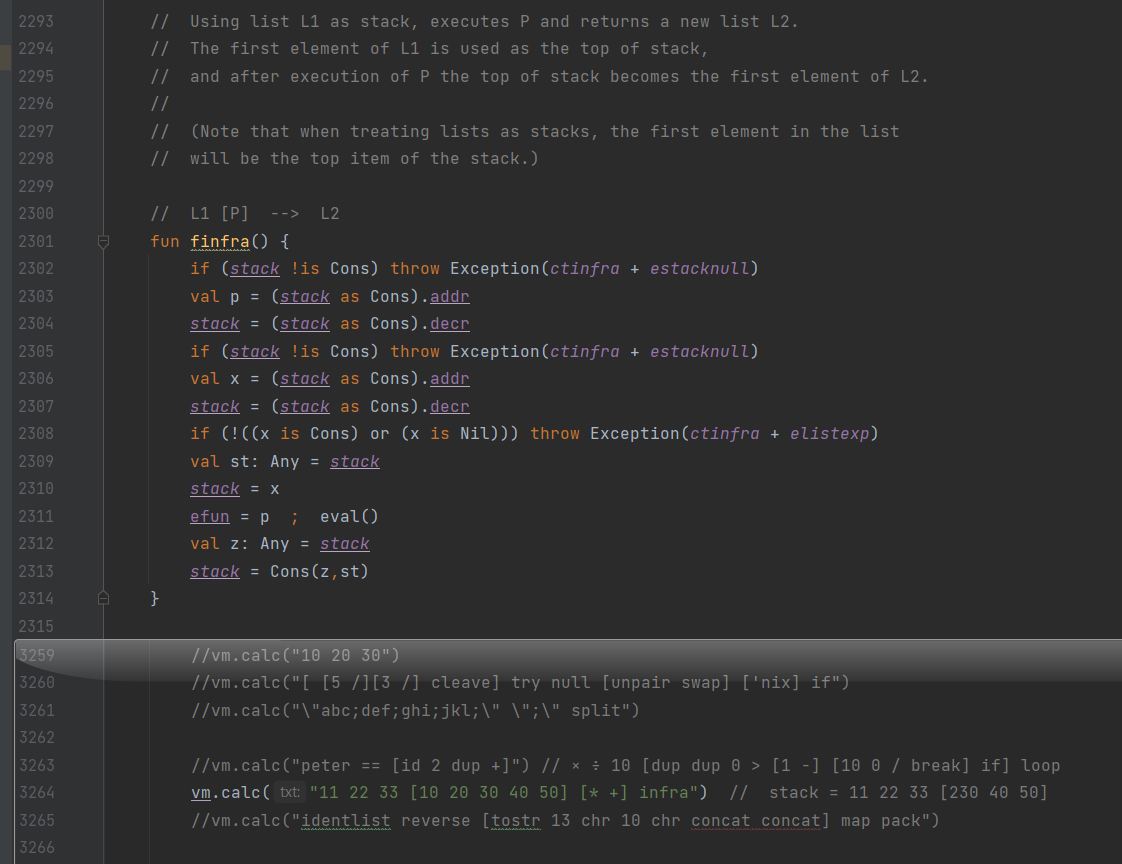 2293 //  Using list L1 as stack, executes P and returns a new list L2.
2294 //  The first element of L1 is used as the top of stack,
2295 //  and after execution of P the top of stack becomes the first element of L2.
2296 //
2297 //  (Note that when treating lists as stacks, the first element in the list
2298 //  will be the top item of the stack.)
2299
2300 //  L1 [P]  -->  L2
2301 fun finfra() {
2302     if (stack !is Cons) throw Exception(ctinfra + estacknull)
2303     val p = (stack as Cons).addr
2304     stack = (stack as Cons).decr
2305     if (stack !is Cons) throw Exception(ctinfra + estacknull)
2306     val x = (stack as Cons).addr
2307     stack = (stack as Cons).decr
2308     if (!((x is Cons) or (x is Nil))) throw Exception(ctinfra + elistexp)
2309     val st: Any = stack
2310     stack = x
2311     efun = p  ;  eval()
2312     val z: Any = stack
2313     stack = Cons(z,st)
2314 }
2315
3259     //vm.calc("10 20 30")
3260     //vm.calc("[ [5 /][3 /] cleave] try null [unpair swap] ['nix] if")
3261     //vm.calc("\"abc;def;ghi;jkl;\" \";\" split")
3262
3263     //vm.calc("peter == [id 2 dup +]") // × ÷ 10 [dup dup 0 > [1 -] [10 0 / break] if] loop
3264     vm.calc( txt: "11 22 33 [10 20 30 40 50] [* +] infra")  //  stack = 11 22 33 [230 40 50]
3265     //vm.calc("identlist reverse [tostr 13 chr 10 chr concat concat] map pack")
3266